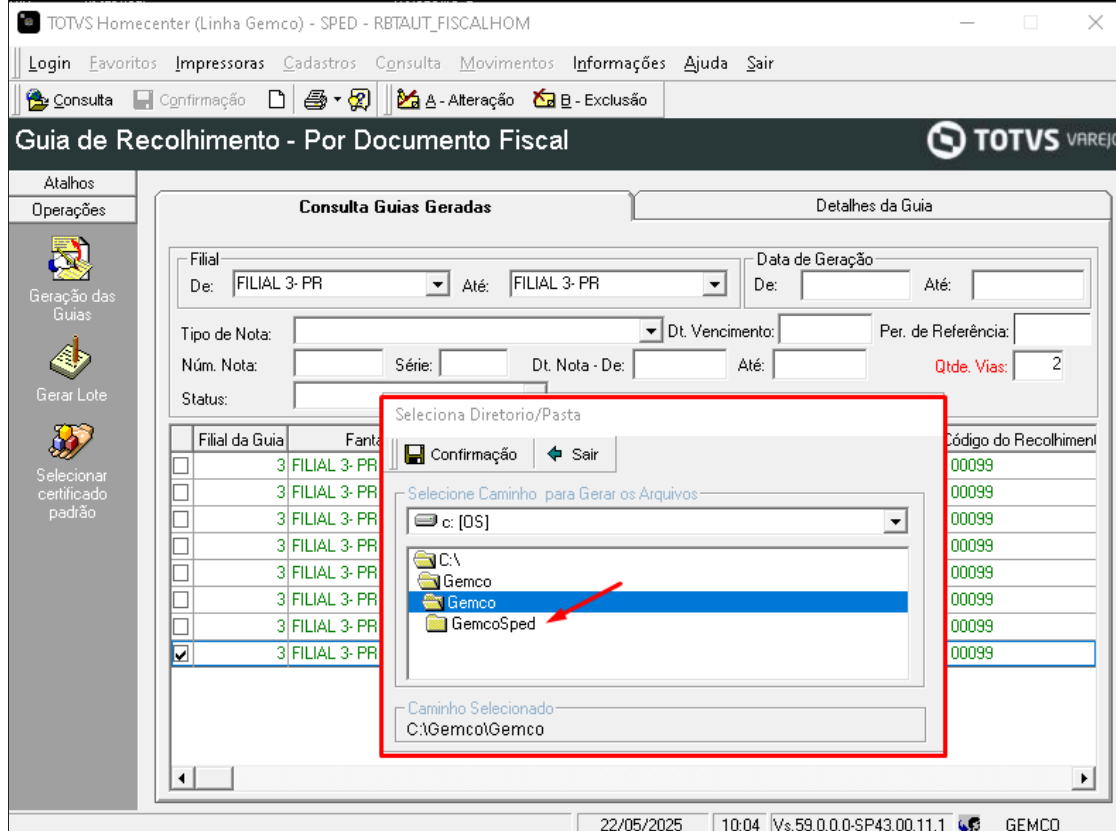 TOTVS Homecenter (Linha Gemco) - SPED - RBTAUT_FISCALHOM
Login Favoritos Impressoras Cadastros Consulta Movimentos Informações Ajuda Sair
Consulta Confirmação A - Alteração B - Exclusão
Guia de Recolhimento - Por Documento Fiscal
TOTVS VAREJO
Atalhos
Operações
Geração das
Guias
Gerar Lote
Selecionar
certificado
padrão
Consulta Guias Geradas
Detalhes da Guia
Filial
De: FILIAL 3- PR Até: FILIAL 3- PR
Data de Geração
De: Até:
Tipo de Nota: Dt. Vencimento: Per. de Referência:
Núm. Nota: Série: Dt. Nota - De: Até: Qtde. Vias: 2
Status:
Filial da Guia Fanta Código do Recolhiment
3 FILIAL 3- PR 00099
3 FILIAL 3- PR 00099
3 FILIAL 3- PR 00099
3 FILIAL 3- PR 00099
3 FILIAL 3- PR 00099
3 FILIAL 3- PR 00099
3 FILIAL 3- PR 00099
3 FILIAL 3- PR 00099
Seleciona Diretorio/Pasta
Confirmação Sair
Selecione Caminho para Gerar os Arquivos
c: [OS]
C:\
Gemco
Gemco
GemcoSped
Caminho Selecionado
C:\Gemco\Gemco
22/05/2025 10:04 Vs.59.0.0.0-SP43.00.11.1 GEMCO